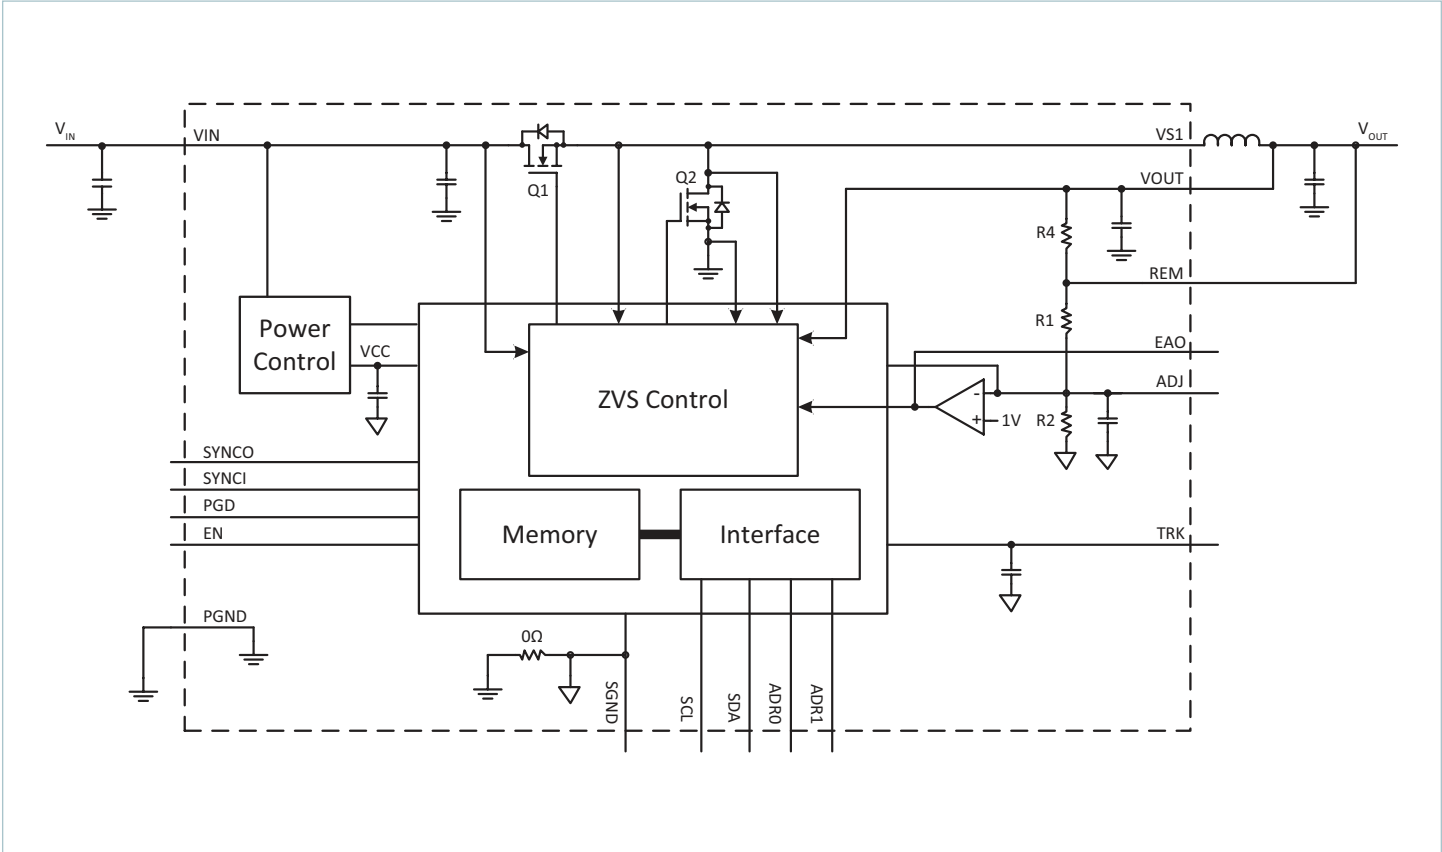 VIN
VIN
VS1
VOUT
Q1
Q2
VOUT
R4
REM
Power
Control
VCC
R1
EAO
ADJ
ZVS Control
-
+
1V
R2
SYNCO
SYNCI
PGD
EN
Memory
Interface
TRK
PGND
0Ω
SGND
SCL
SDA
ADR0
ADR1